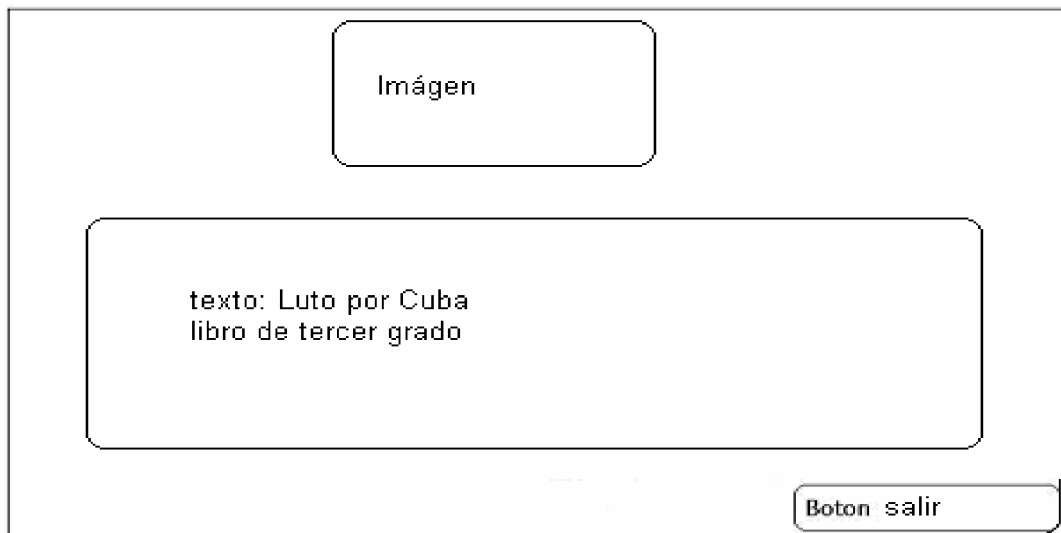 Imágen
texto: Luto por Cuba
libro de tercer grado
Boton salir